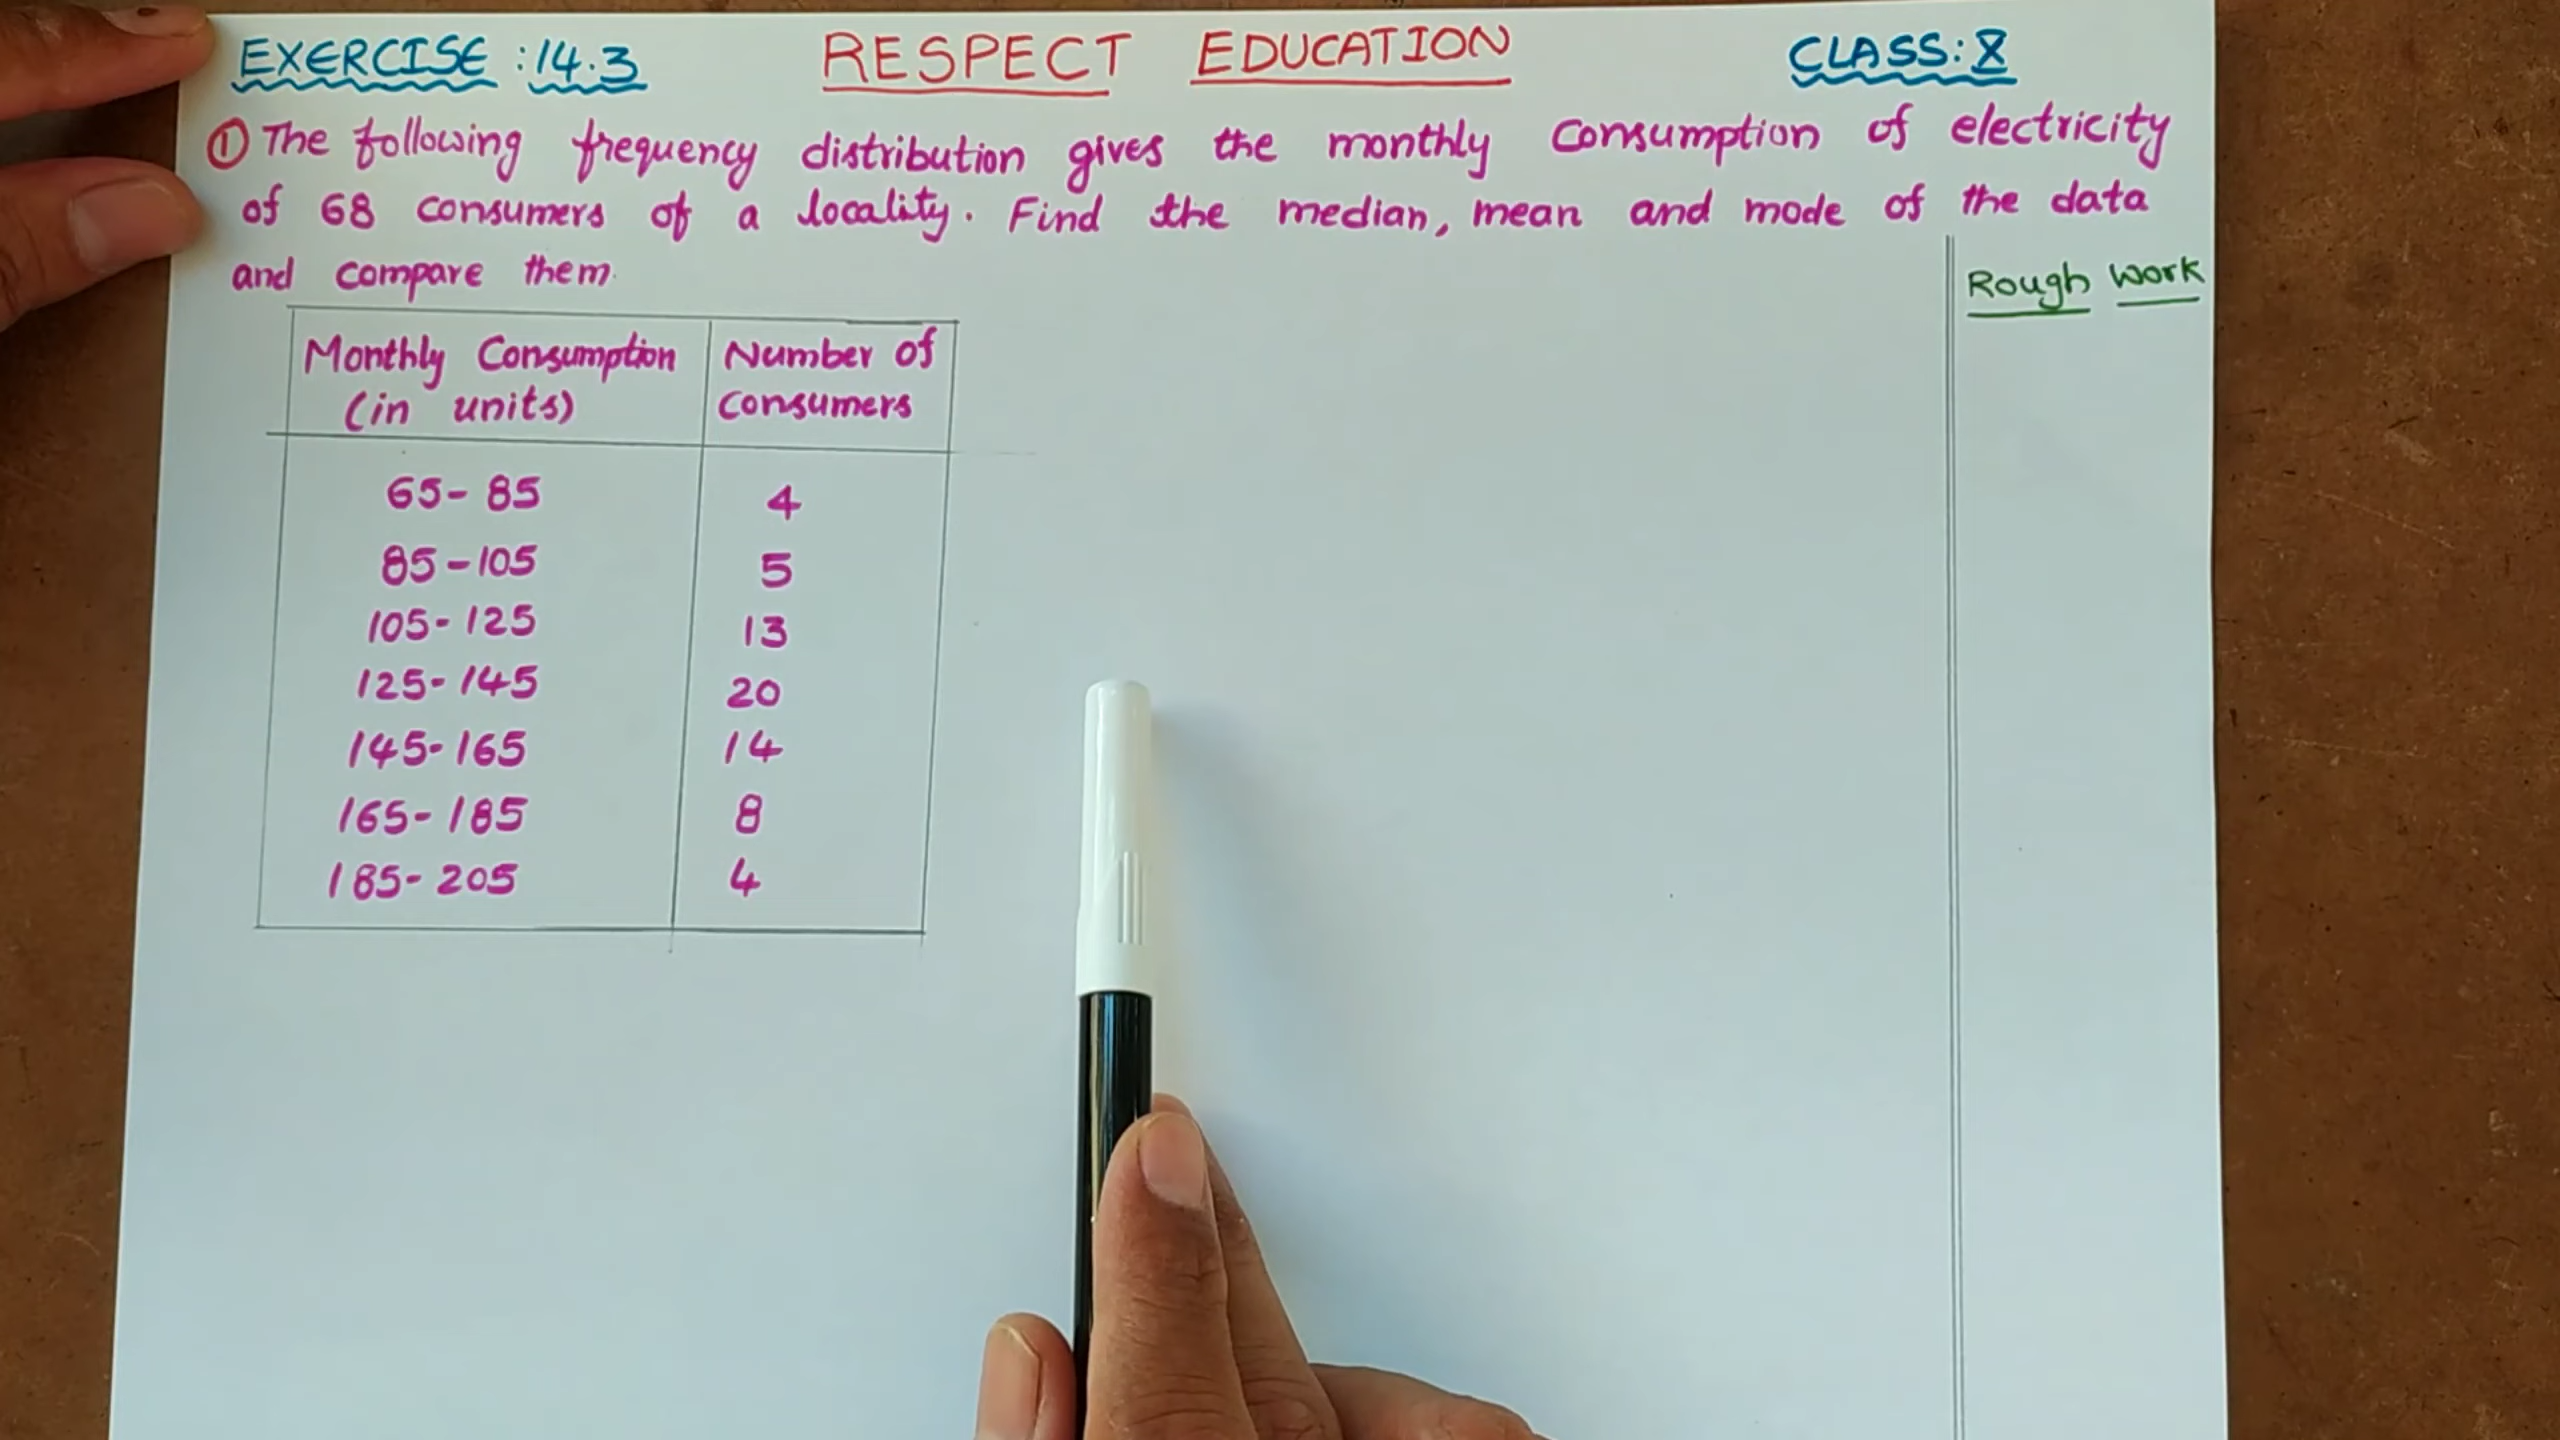 EXERCISE : 14.3 RESPECT EDUCATION CLASS: X
① The following frequency distribution gives the monthly consumption of electricity
of 68 consumers of a locality. Find the median, mean and mode of the data
and compare them.
Rough Work
Monthly Consumption Number of
(in units) consumers
65-85 4
85-105 5
105-125 13
125-145 20
145-165 14
165-185 8
185-205 4